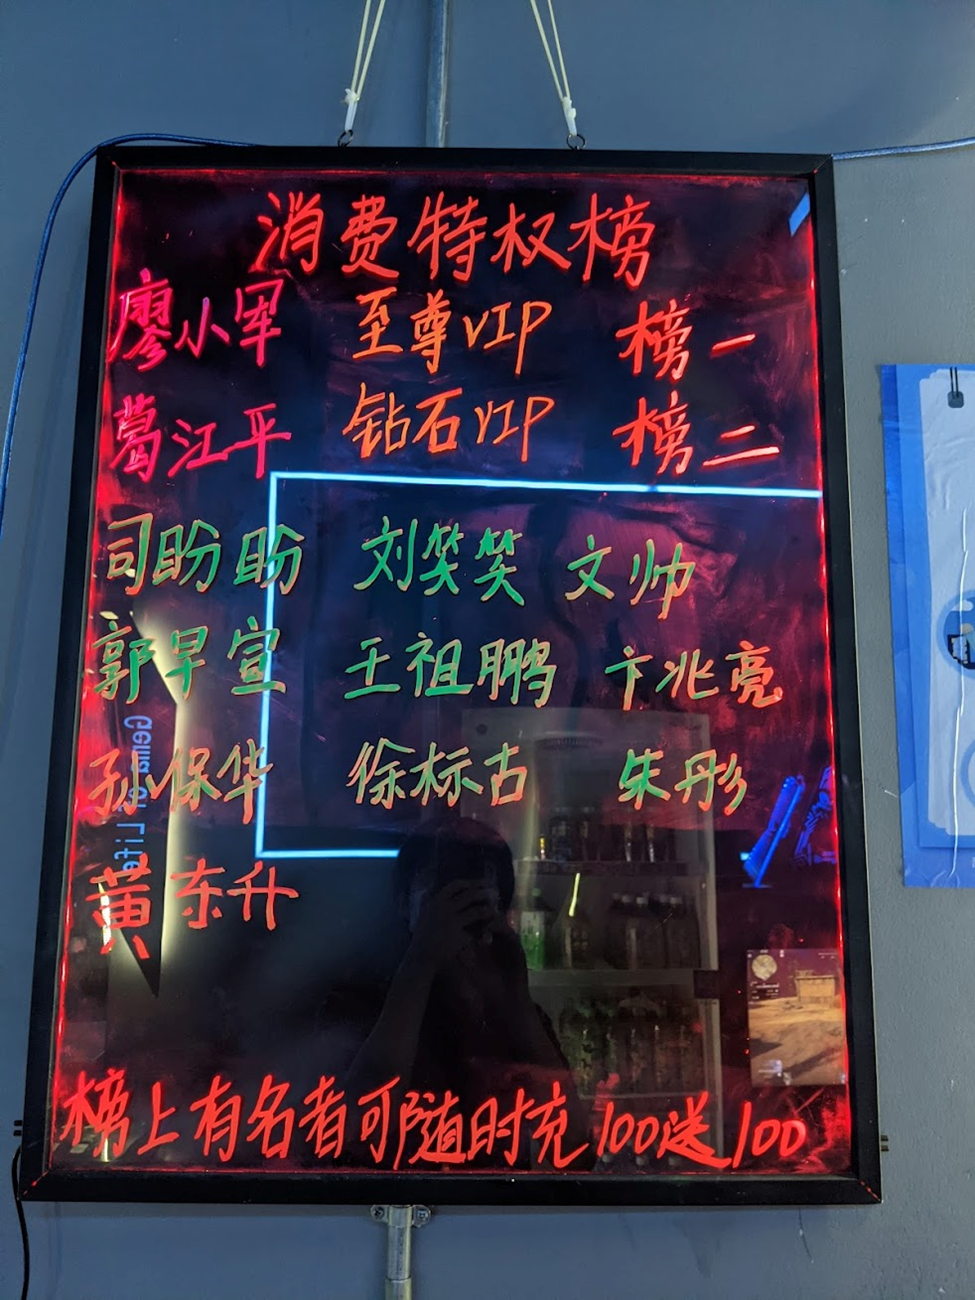 消费特权榜
廖小军 至尊VIP 榜一
葛江平 钻石VIP 榜二
司盼盼 刘笑笑 文帅
郭早宣 王祖鹏 卞兆亮
孙保华 徐标古 朱丹彤
黄东升
榜上有名者可随时充100送100